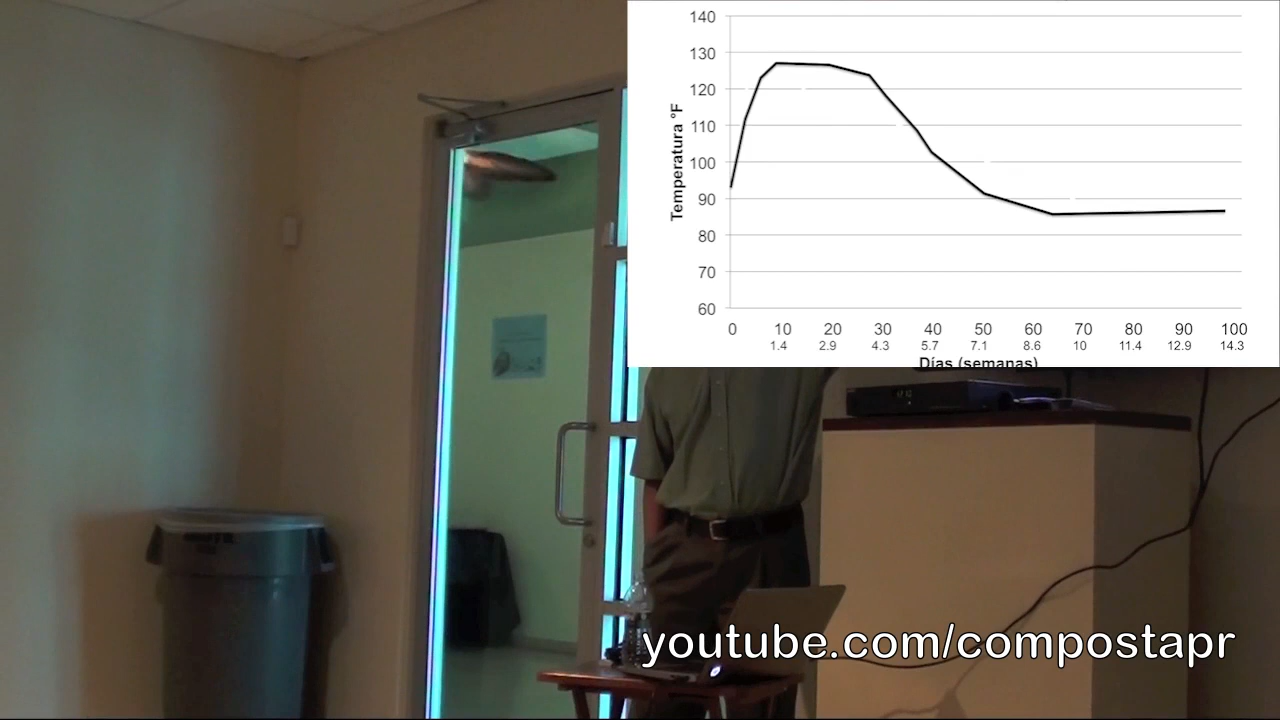 140
130
120
110
100
90
80
70
60
Temperatura °F
0 10 20 30 40 50 60 70 80 90 100
1.4 2.9 4.3 5.7 7.1 8.6 10 11.4 12.9 14.3
Días (semanas)
youtube.com/compostapr